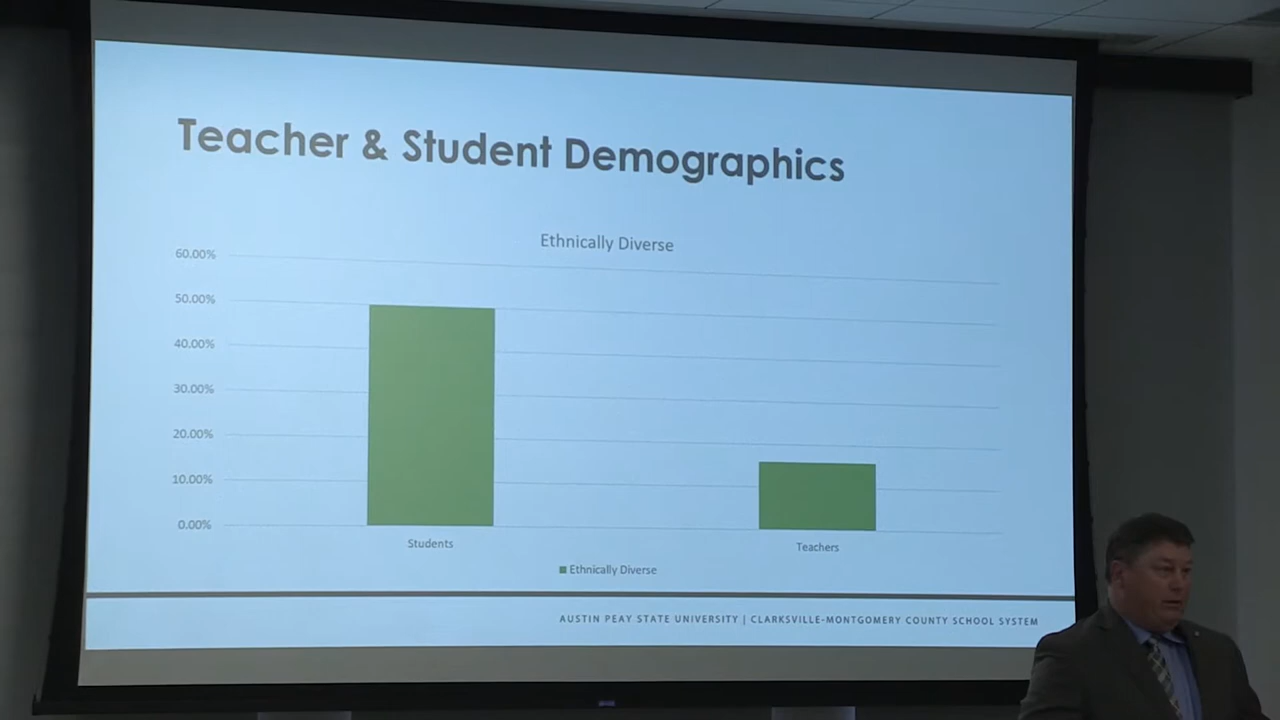 Teacher & Student Demographics
Ethnically Diverse
60.00%
50.00%
40.00%
30.00%
20.00%
10.00%
0.00%
Students
Teachers
Ethnically Diverse
AUSTIN PEAY STATE UNIVERSITY | CLARKSVILLE-MONTGOMERY COUNTY SCHOOL SYSTEM